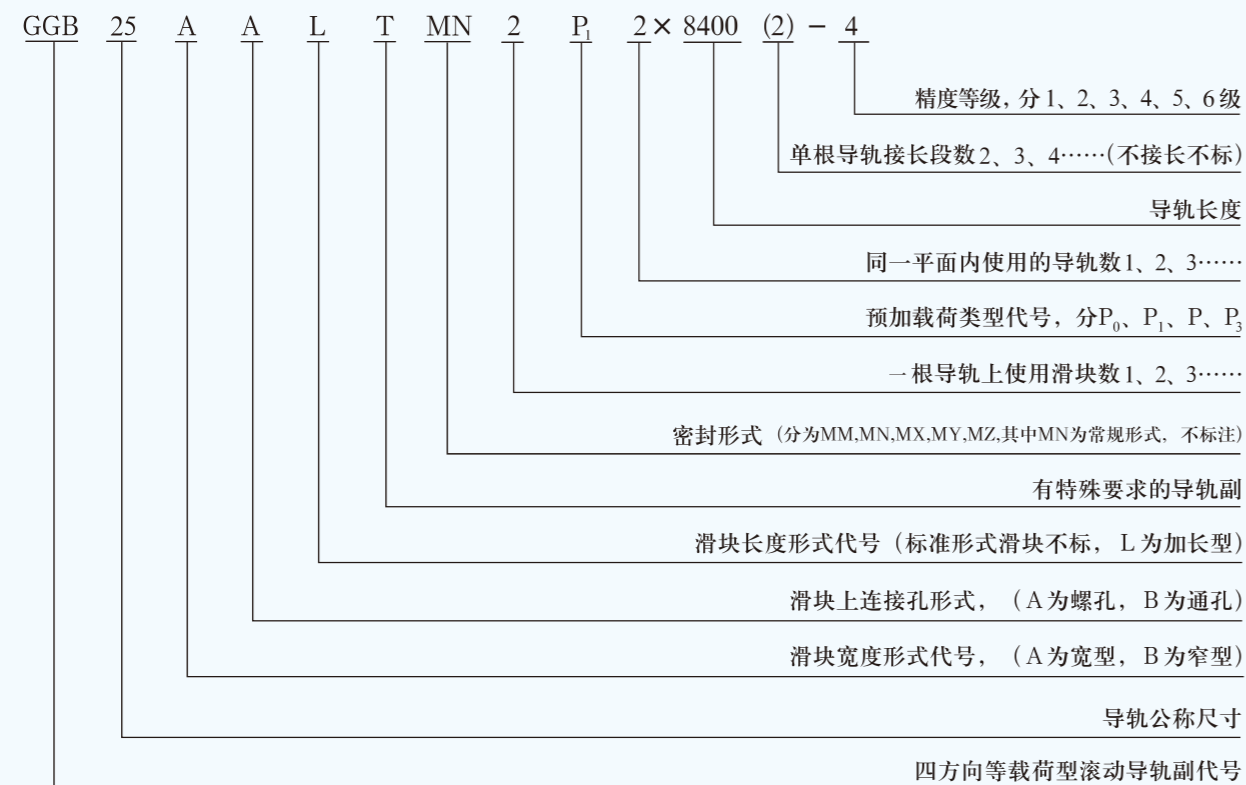 GGB 25 A A L T MN 2 P₁ 2×8400 (2) - 4
精度等级, 分1、2、3、4、5、6级
单根导轨接长段数2、3、4……(不接长不标)
导轨长度
同一平面内使用的导轨数1、2、3……
预加载荷类型代号，分P₀、P₁、P、P₃
一根导轨上使用滑块数1、2、3……
密封形式（分为MM,MN,MX,MY,MZ,其中MN为常规形式，不标注）
有特殊要求的导轨副
滑块长度形式代号（标准形式滑块不标， L为加长型）
滑块上连接孔形式，（A为螺孔，B为通孔）
滑块宽度形式代号，（A为宽型，B为窄型）
导轨公称尺寸
四方向等载荷型滚动导轨副代号